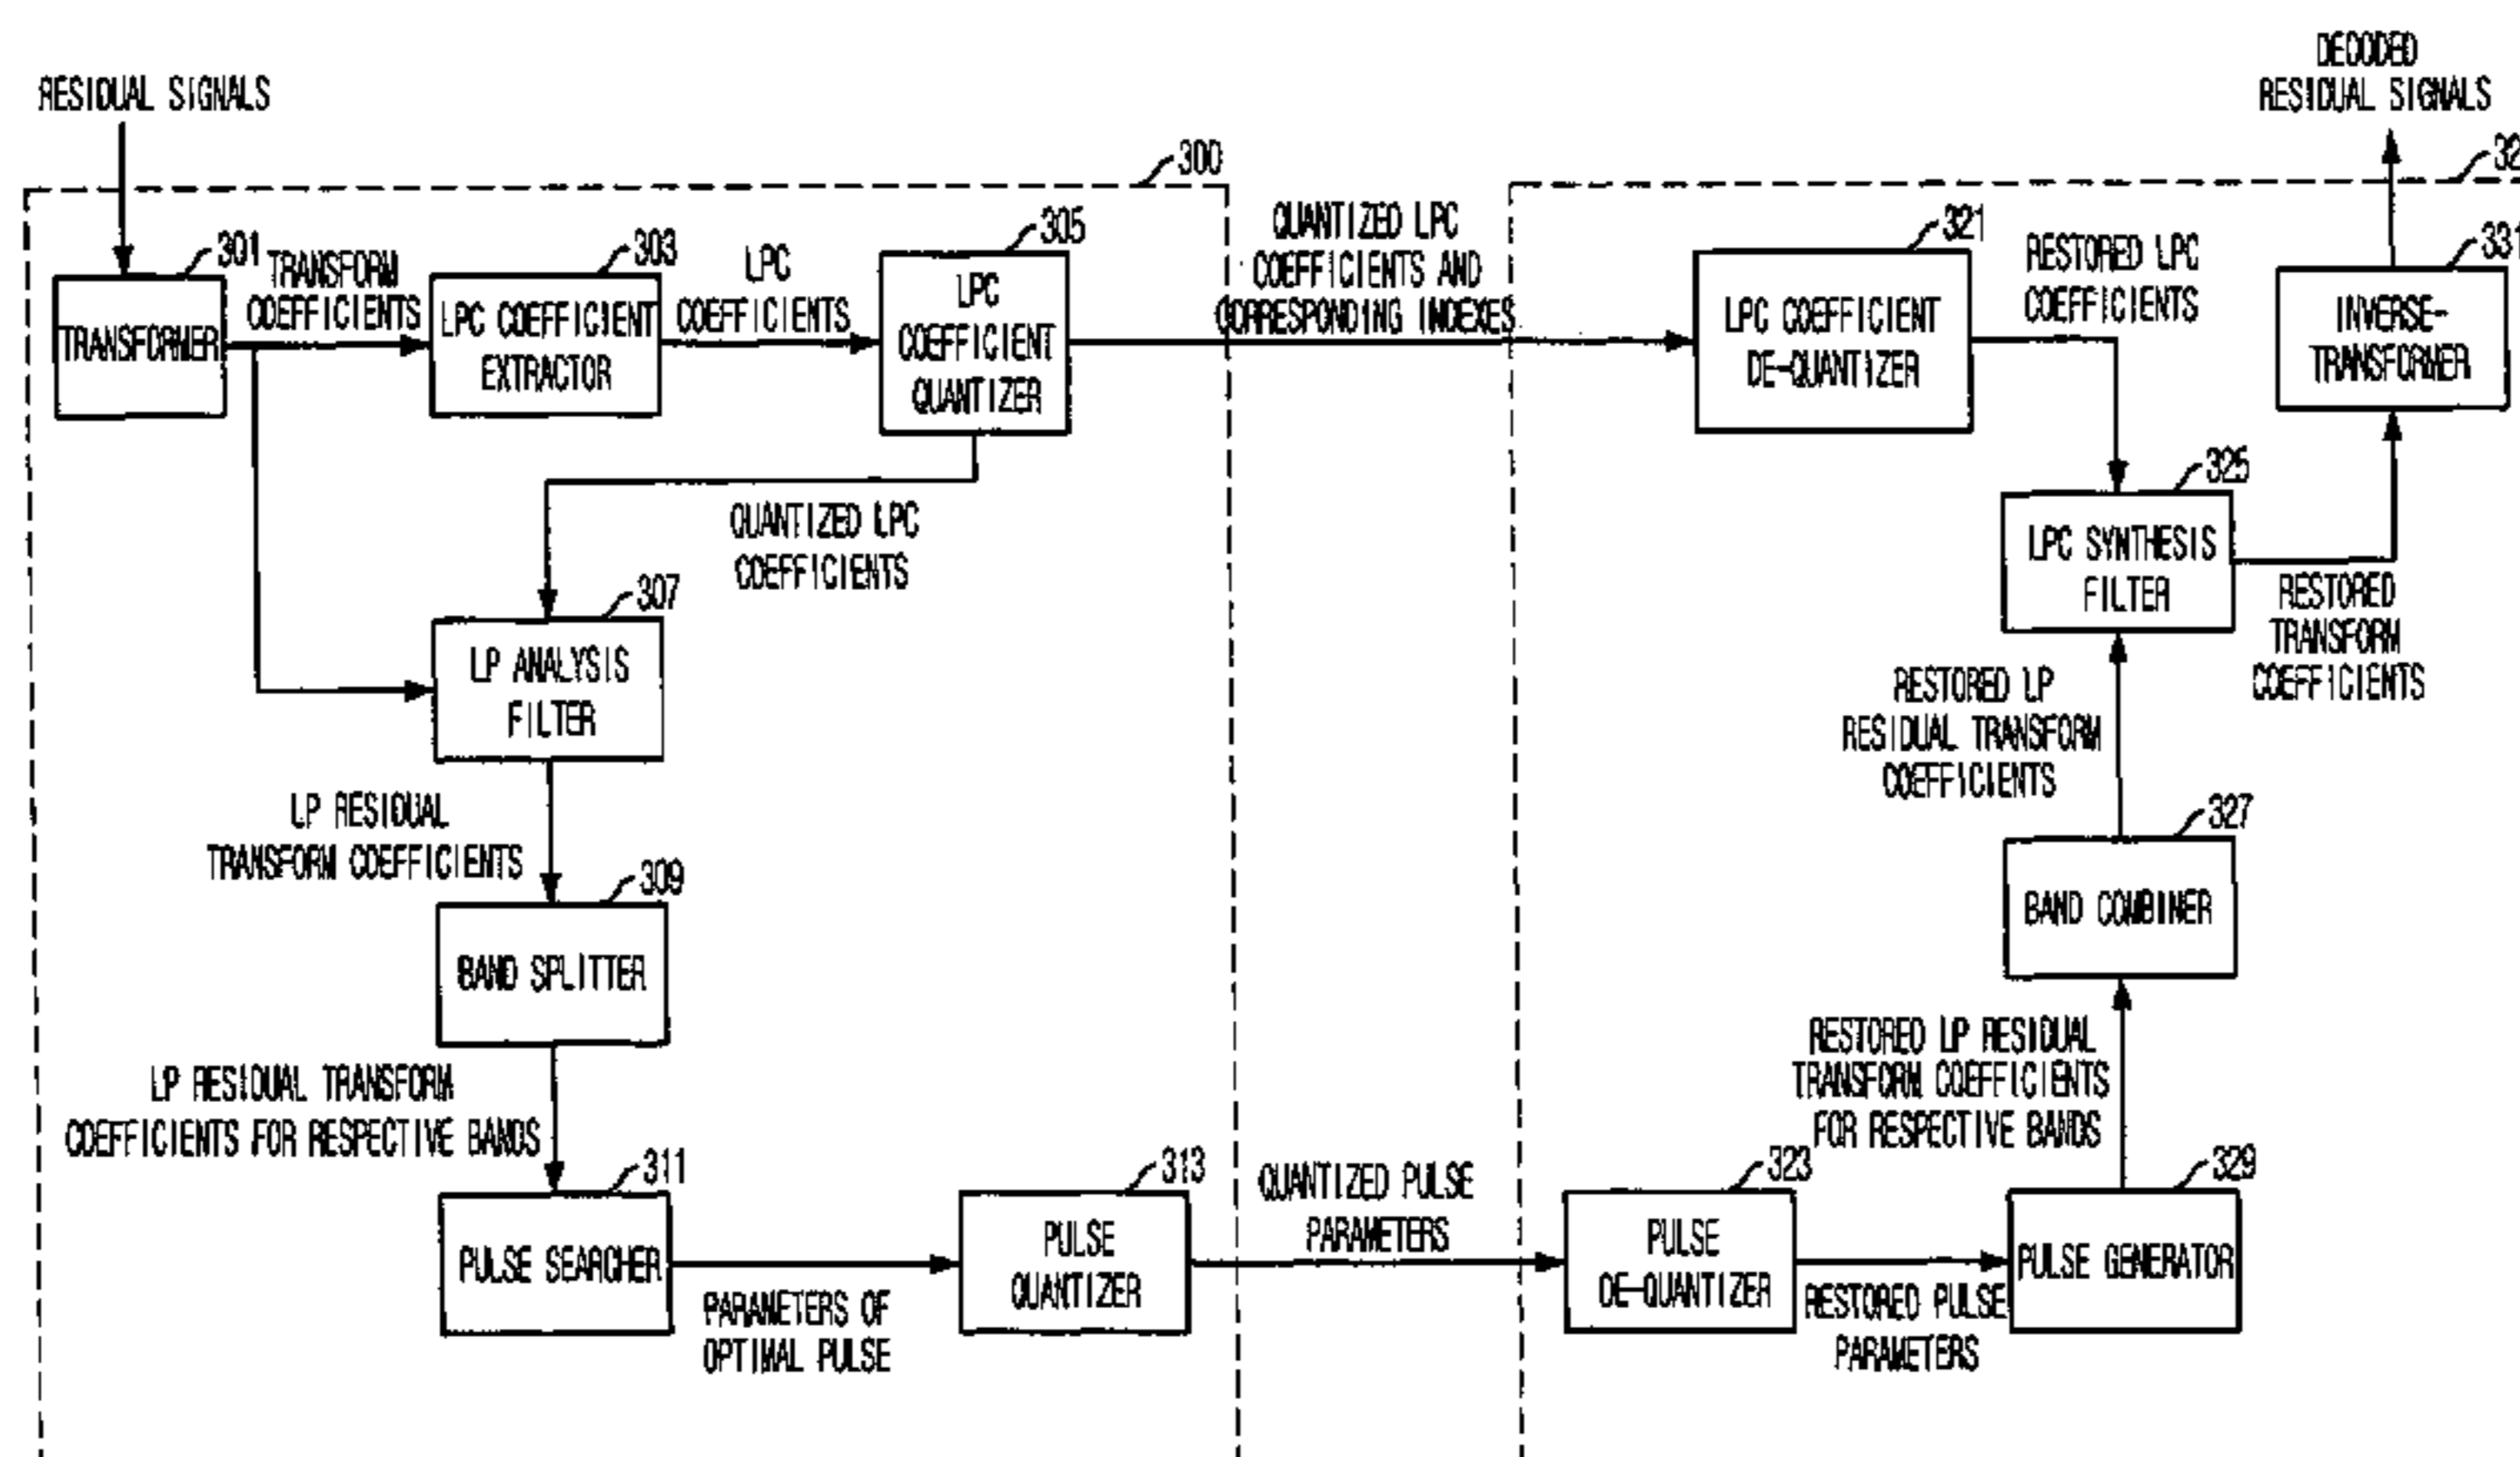 RESIDUAL SIGNALS
300
301
TRANSFORMER
TRANSFORM
COEFFICIENTS
303
LPC COEFFICIENT
EXTRACTOR
LPC
COEFFICIENTS
305
LPC
COEFFICIENT
QUANTIZER
QUANTIZED LPC
COEFFICIENTS
307
LP ANALYSIS
FILTER
LP RESIDUAL
TRANSFORM COEFFICIENTS
309
BAND SPLITTER
LP RESIDUAL TRANSFORM
COEFFICIENTS FOR RESPECTIVE BANDS
311
PULSE SEARCHER
PARAMETERS OF
OPTIMAL PULSE
313
PULSE
QUANTIZER
QUANTIZED LPC
COEFFICIENTS AND
CORRESPONDING INDEXES
QUANTIZED PULSE
PARAMETERS
DECODED
RESIDUAL SIGNALS
32
321
LPC COEFFICIENT
DE-QUANTIZER
RESTORED LPC
COEFFICIENTS
331
INVERSE-
TRANSFORMER
325
LPC SYNTHESIS
FILTER
RESTORED
TRANSFORM
COEFFICIENTS
RESTORED LP
RESIDUAL TRANSFORM
COEFFICIENTS
327
BAND COMBINER
RESTORED LP RESIDUAL
TRANSFORM COEFFICIENTS
FOR RESPECTIVE BANDS
323
PULSE
DE-QUANTIZER
RESTORED PULSE
PARAMETERS
329
PULSE GENERATOR